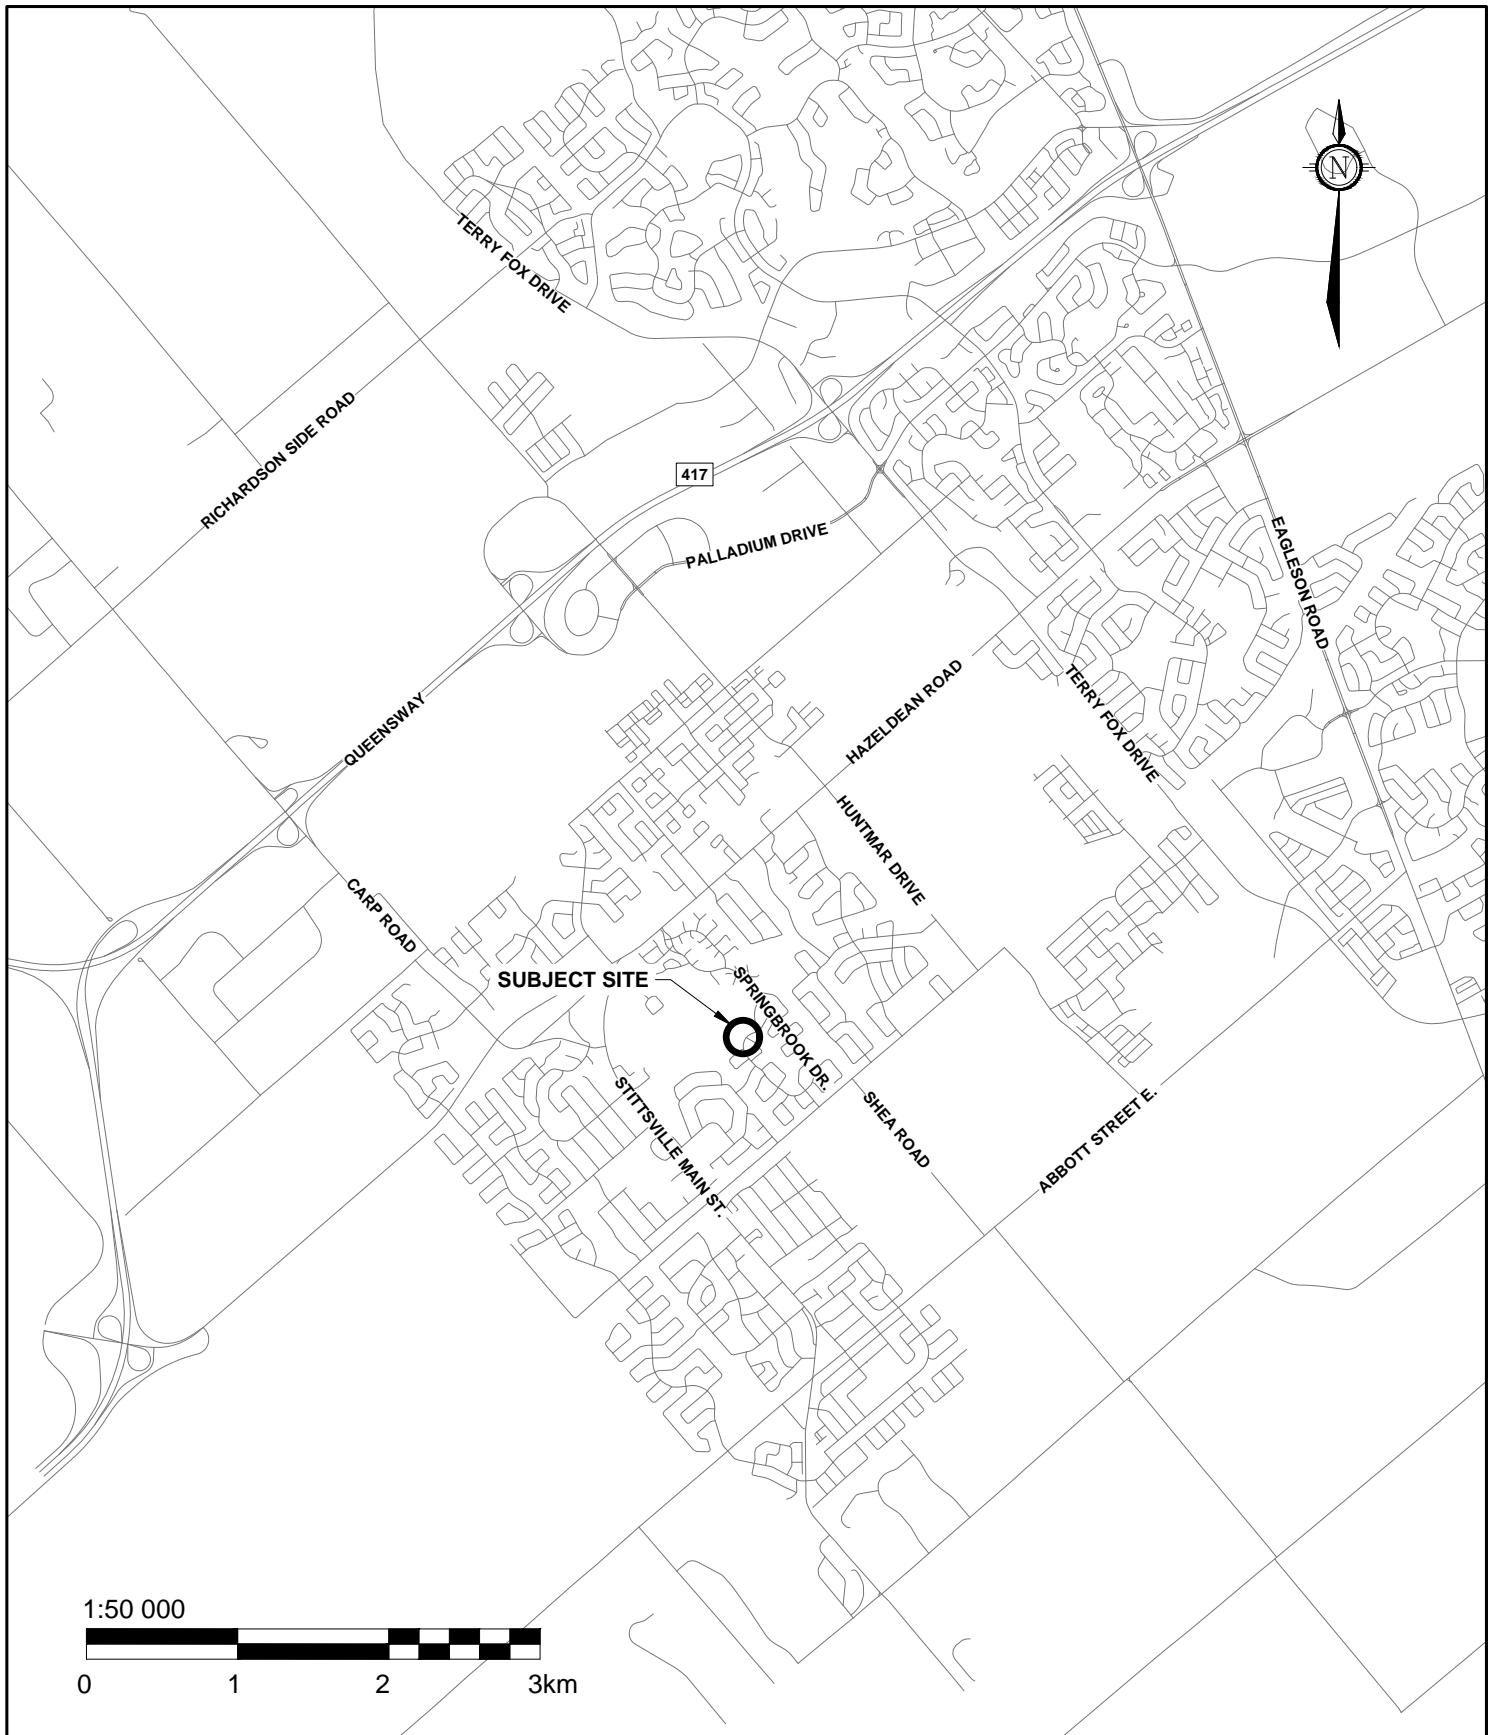 N
TERRY FOX DRIVE
RICHARDSON SIDE ROAD
417
PALLADIUM DRIVE
EAGLESON ROAD
HAZELDEAN ROAD
TERRY FOX DRIVE
QUEENSWAY
HUNTMAR DRIVE
CARP ROAD
SUBJECT SITE
SPRINGBROOK DR.
STITTSVILLE MAIN ST.
SHEA ROAD
ABBOTT STREET E.
1:50 000
0 1 2 3km